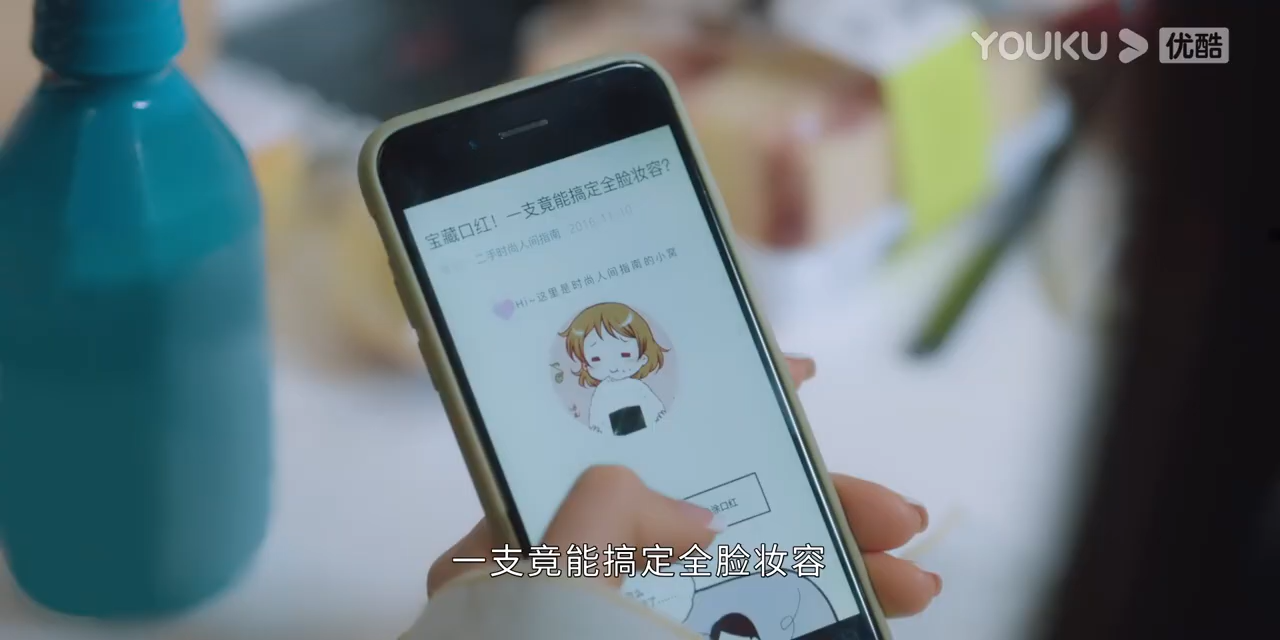 YOUKU 优酷
宝藏口红！一支竟能搞定全脸妆容？
二手时尚人间指南 2016-11-10
Hi~这里是时尚人间指南的小窝
口红
一支竟能搞定全脸妆容